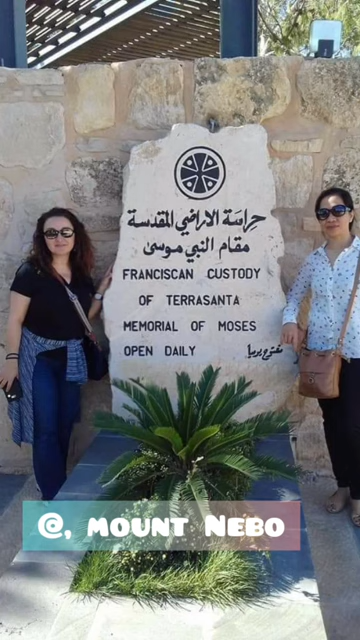 حراسة الاراضي المقدسة
مقام النبي موسى
FRANCISCAN CUSTODY
OF TERRASANTA
MEMORIAL OF MOSES
OPEN DAILY مفتوح يوميا
@, MOUNT NEBO